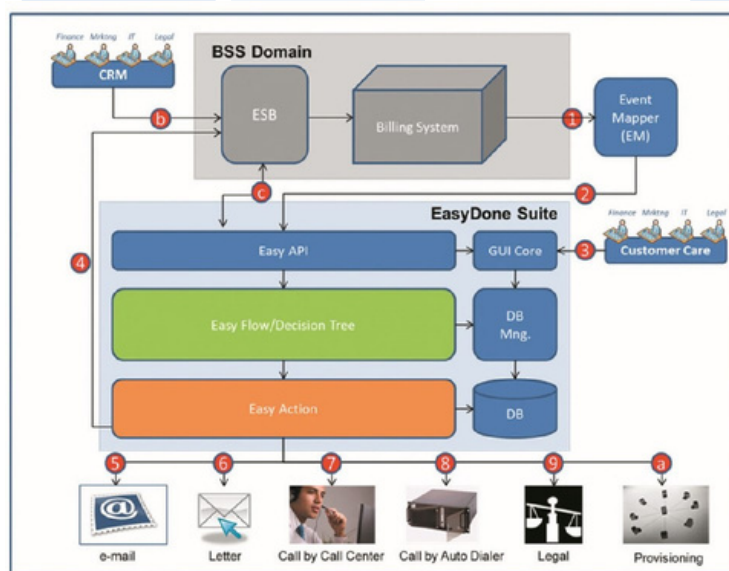 Finance Mrktng IT Legal
CRM
BSS Domain
b
ESB
Billing System
1
Event
Mapper
(EM)
c
2
EasyDone Suite
Finance Mrktng IT Legal
4
Easy API
GUI Core
3
Customer Care
Easy Flow/Decision Tree
DB
Mng.
Easy Action
DB
5
6
7
8
9
a
@
e-mail
Letter
Call by Call Center
Call by Auto Dialer
Legal
Provisioning